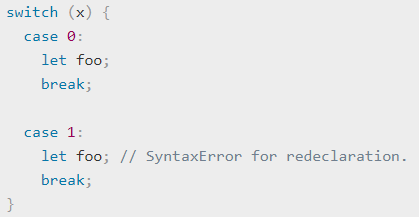 switch (x) {
  case 0:
    let foo;
    break;

  case 1:
    let foo; // SyntaxError for redeclaration.
    break;
}